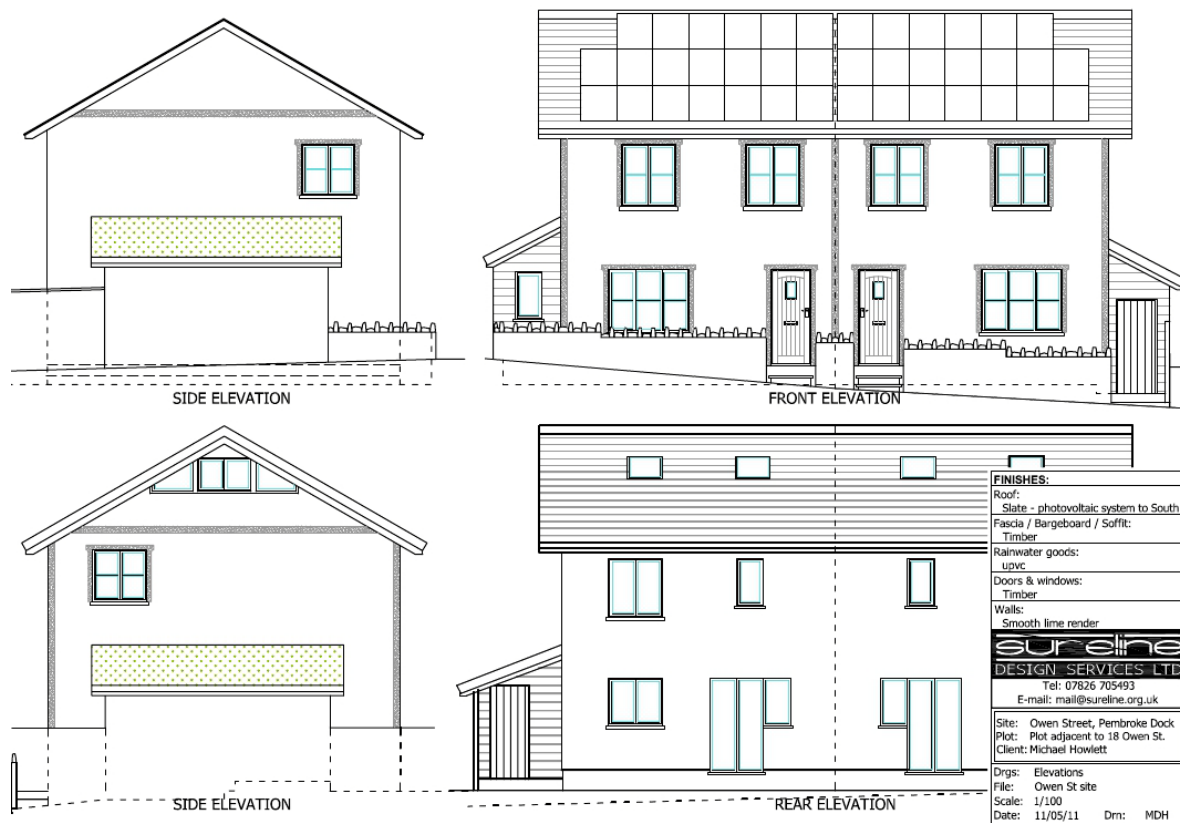 SIDE ELEVATION
FRONT ELEVATION
SIDE ELEVATION
REAR ELEVATION
FINISHES:
Roof:
Slate - photovoltaic system to South
Fascia / Bargeboard / Soffit:
Timber
Rainwater goods:
upvc
Doors & windows:
Timber
Walls:
Smooth lime render
sureline
DESIGN SERVICES LTD
Tel: 07826 705493
E-mail: mail@sureline.org.uk
Site: Owen Street, Pembroke Dock
Plot: Plot adjacent to 18 Owen St.
Client: Michael Howlett
Drgs: Elevations
File: Owen St site
Scale: 1/100
Date: 11/05/11 Drn: MDH